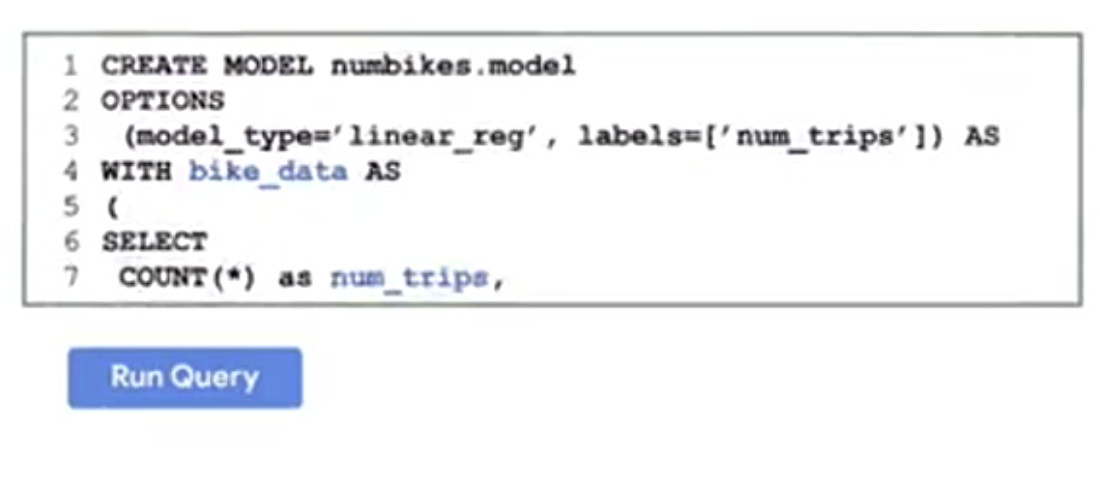 1 CREATE MODEL numbikes.model
2 OPTIONS
3 (model_type='linear_reg', labels=['num_trips']) AS
4 WITH bike_data AS
5 (
6 SELECT
7 COUNT(*) as num_trips,
Run Query